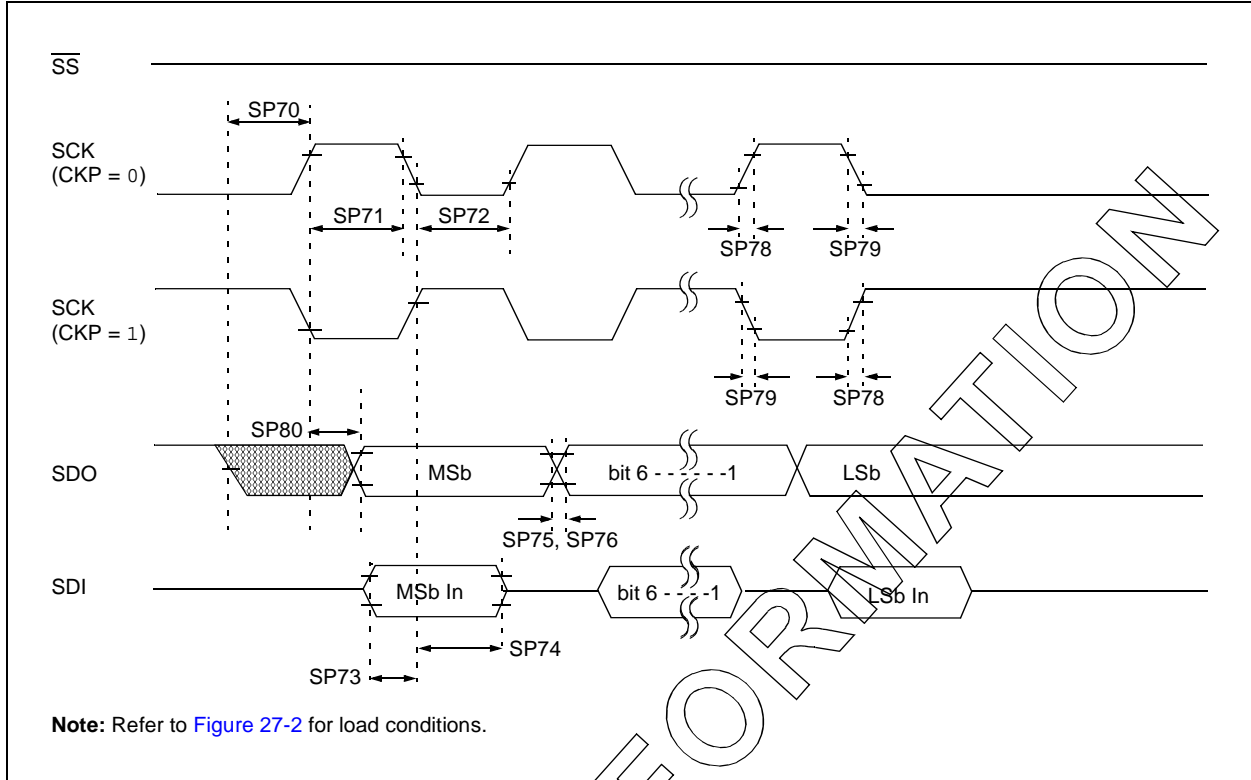 SS
SP70
SCK
(CKP = 0)
SP71
SP72
SP78
SP79
SCK
(CKP = 1)
SP79
SP78
SP80
SDO
MSb
bit 6 - - - - - -1
LSb
SP75, SP76
SDI
MSb In
bit 6 - - - -1
LSb In
SP74
SP73
Note: Refer to Figure 27-2 for load conditions.
FORMATION